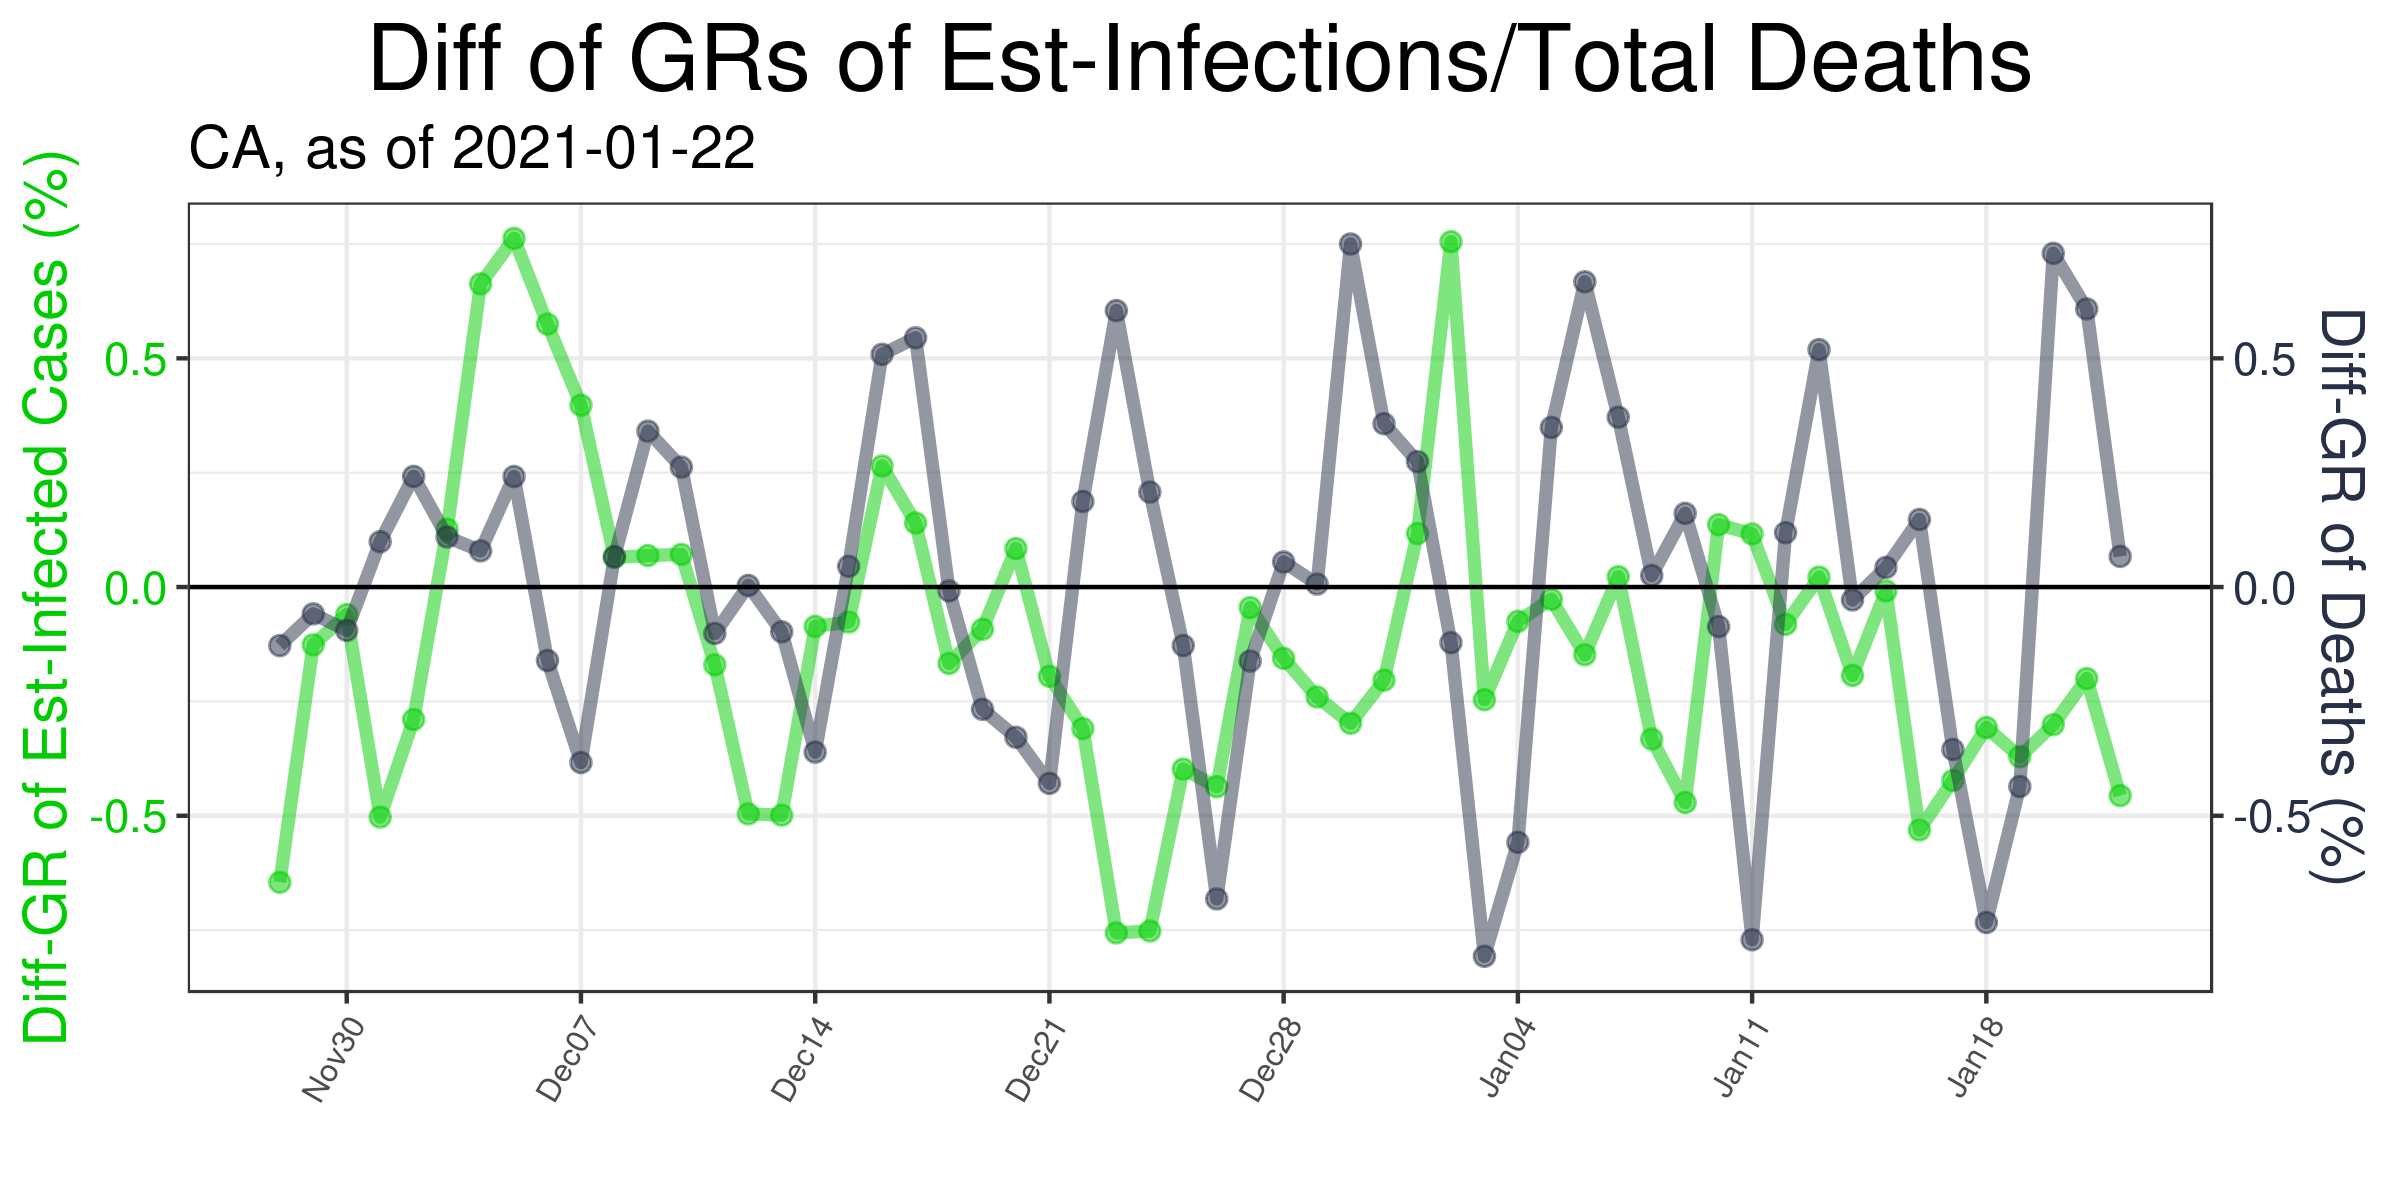 Diff of GRs of Est-Infections/Total Deaths
CA, as of 2021-01-22
Diff-GR of Est-Infected Cases (%)
0.5
0.0
-0.5
0.5
0.0
-0.5
Diff-GR of Deaths (%)
Nov30
Dec07
Dec14
Dec21
Dec28
Jan04
Jan11
Jan18